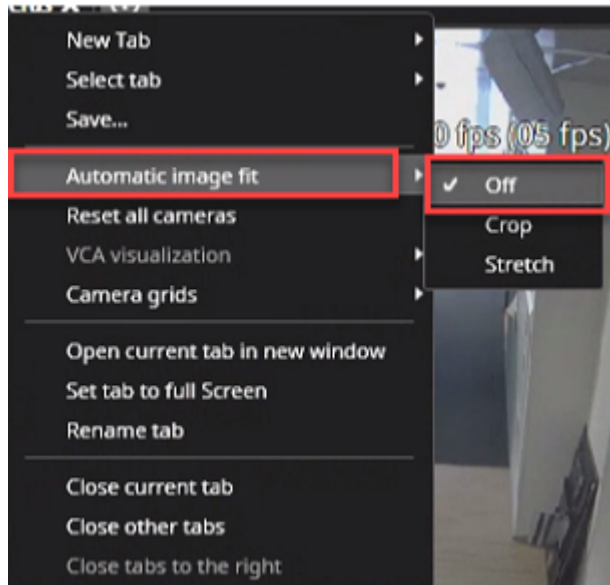 New Tab
Select tab
Save...
0 fps (05 fps)
Automatic image fit
Off
Reset all cameras
Crop
VCA visualization
Stretch
Camera grids
Open current tab in new window
Set tab to full Screen
Rename tab
Close current tab
Close other tabs
Close tabs to the right